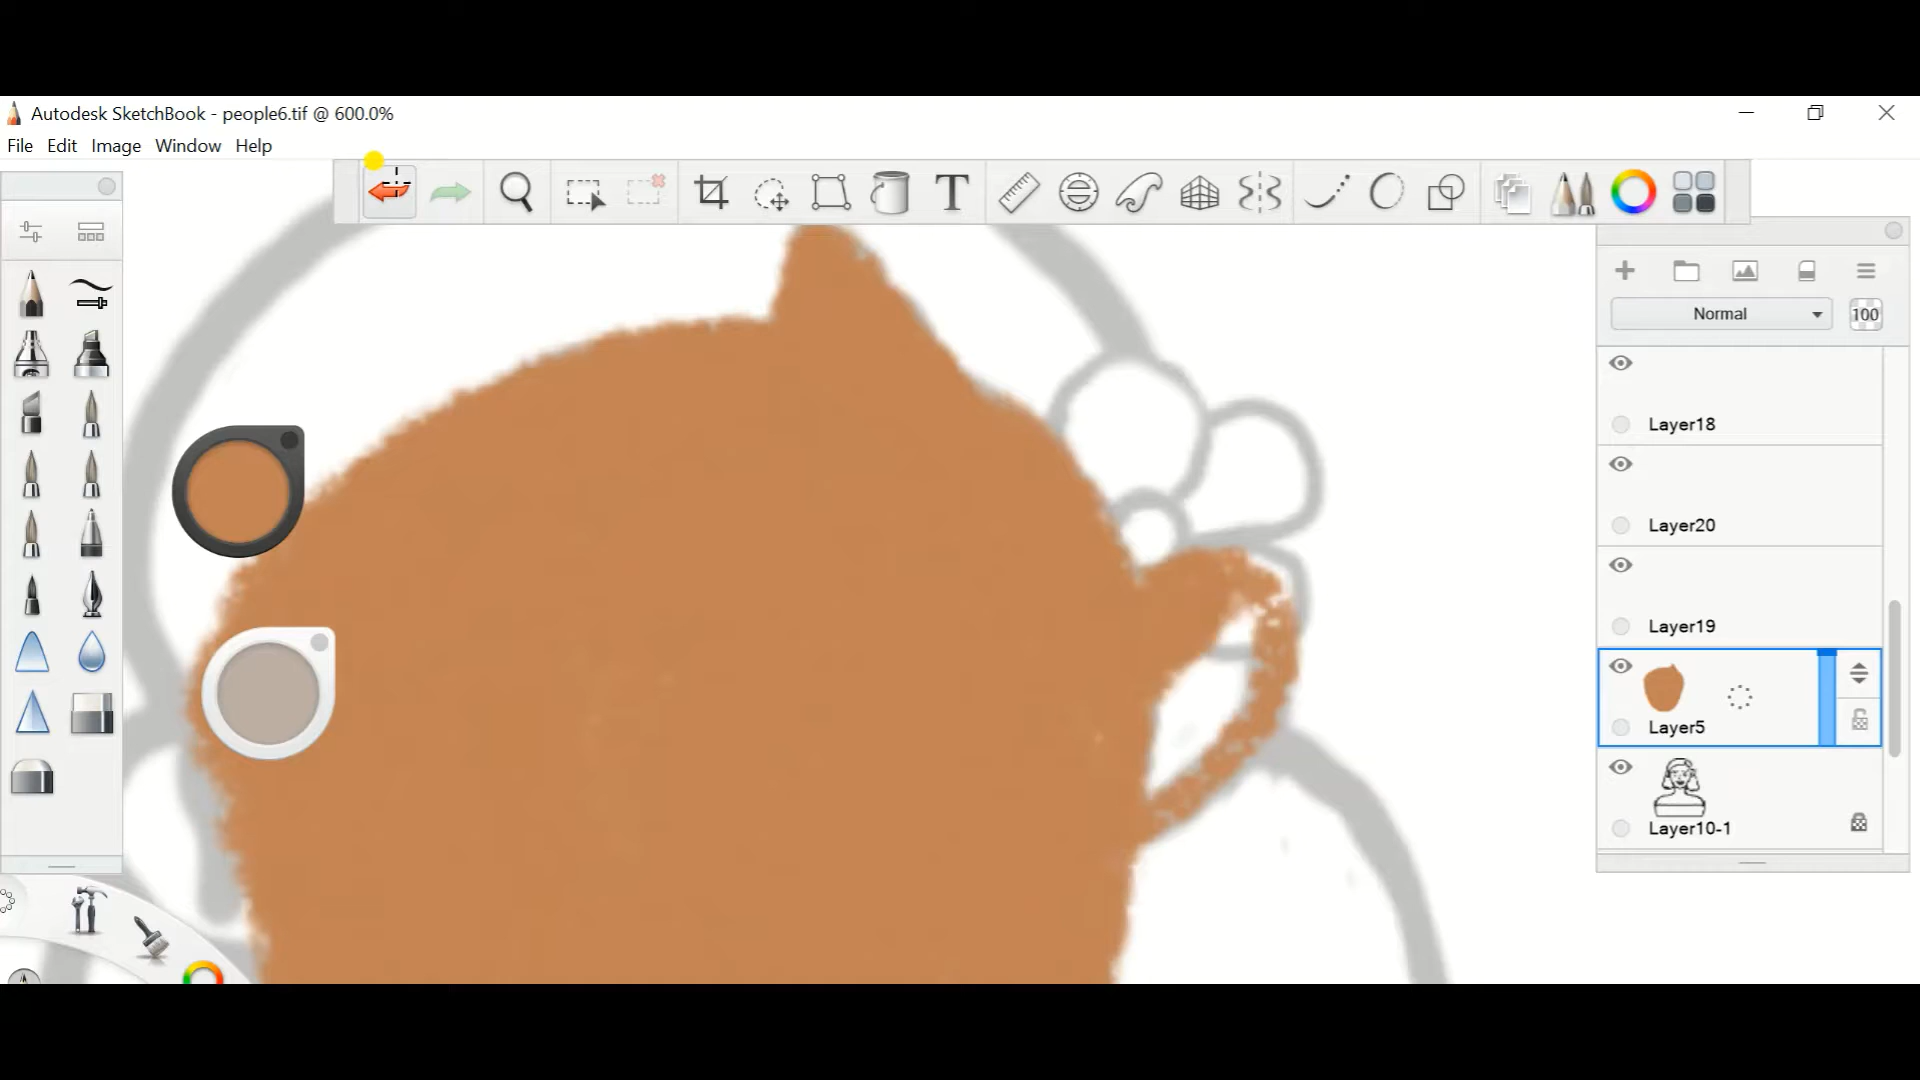 Autodesk SketchBook - people6.tif @ 600.0%
File Edit Image Window Help
T
Normal 100
Layer18
Layer20
Layer19
Layer5
Layer10-1